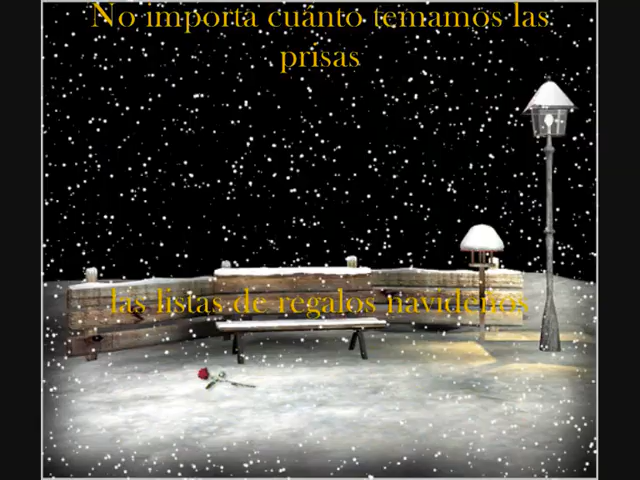 No importa cuánto temamos las
prisas
las listas de regalos navideños